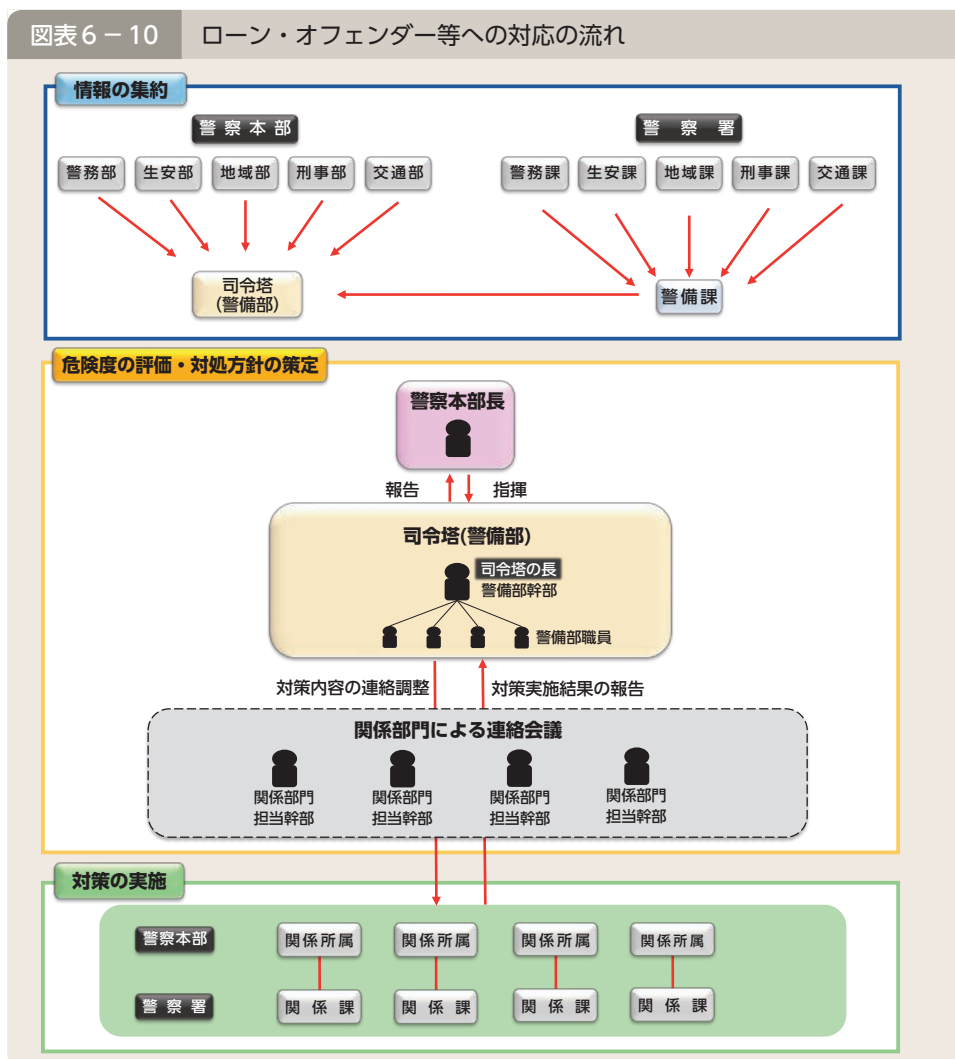 図表6－10 ローン・オフェンダー等への対応の流れ
情報の集約
警察本部
警察署
警務部 生安部 地域部 刑事部 交通部
警務課 生安課 地域課 刑事課 交通課
司令塔
(警備部)
警備課
危険度の評価・対処方針の策定
警察本部長
報告 指揮
司令塔(警備部)
司令塔の長
警備部幹部
警備部職員
対策内容の連絡調整 対策実施結果の報告
関係部門による連絡会議
関係部門 関係部門 関係部門 関係部門
担当幹部 担当幹部 担当幹部 担当幹部
対策の実施
警察本部 関係所属 関係所属 関係所属 関係所属
警察署 関係課 関係課 関係課 関係課